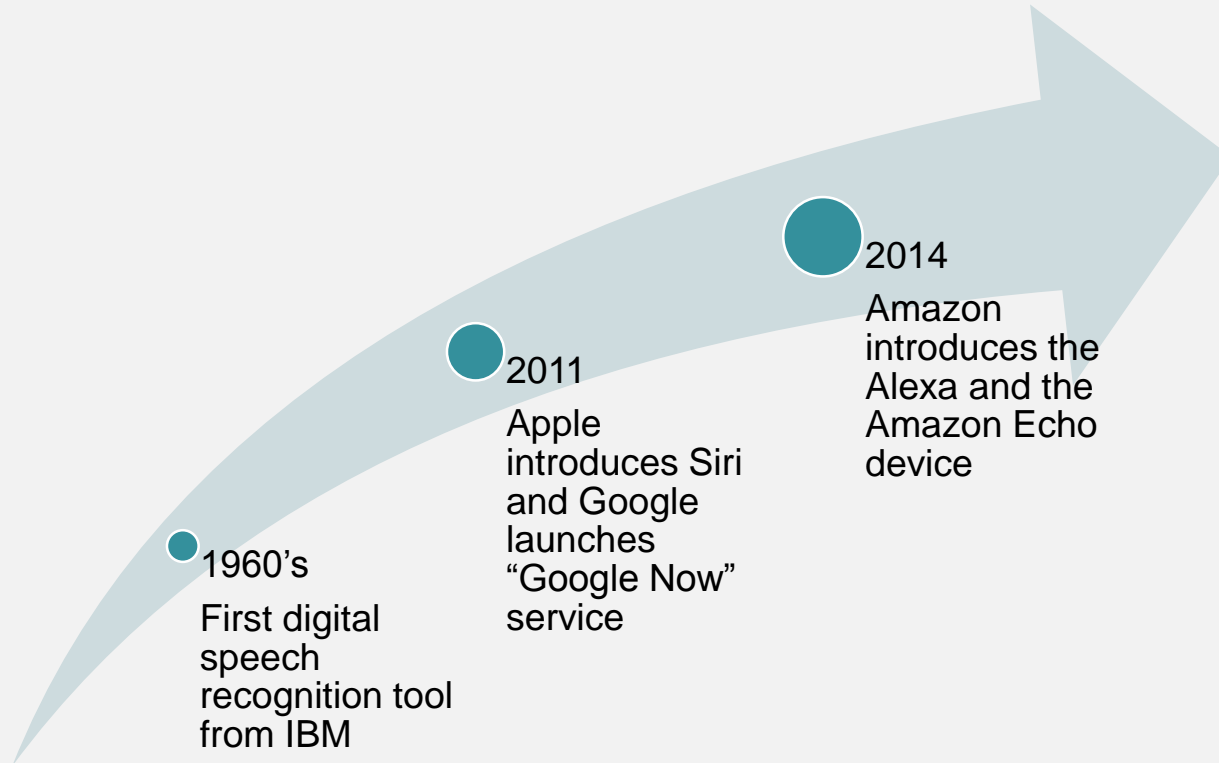 1960’s
First digital
speech
recognition tool
from IBM
2011
Apple
introduces Siri
and Google
launches
“Google Now”
service
2014
Amazon
introduces the
Alexa and the
Amazon Echo
device